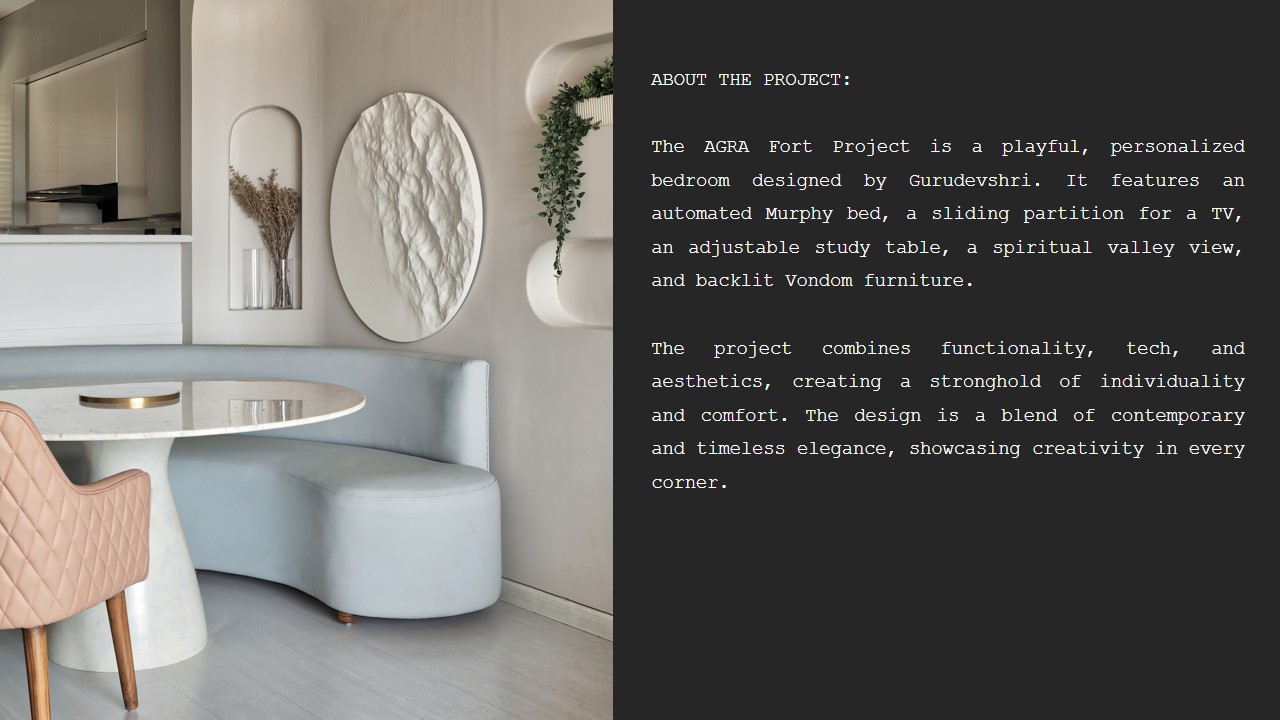 ABOUT THE PROJECT:
The AGRA Fort Project is a playful, personalized
bedroom designed by Gurudevshri. It features an
automated Murphy bed, a sliding partition for a TV,
an adjustable study table, a spiritual valley view,
and backlit Vondom furniture.
The project combines functionality, tech, and
aesthetics, creating a stronghold of individuality
and comfort. The design is a blend of contemporary
and timeless elegance, showcasing creativity in every
corner.